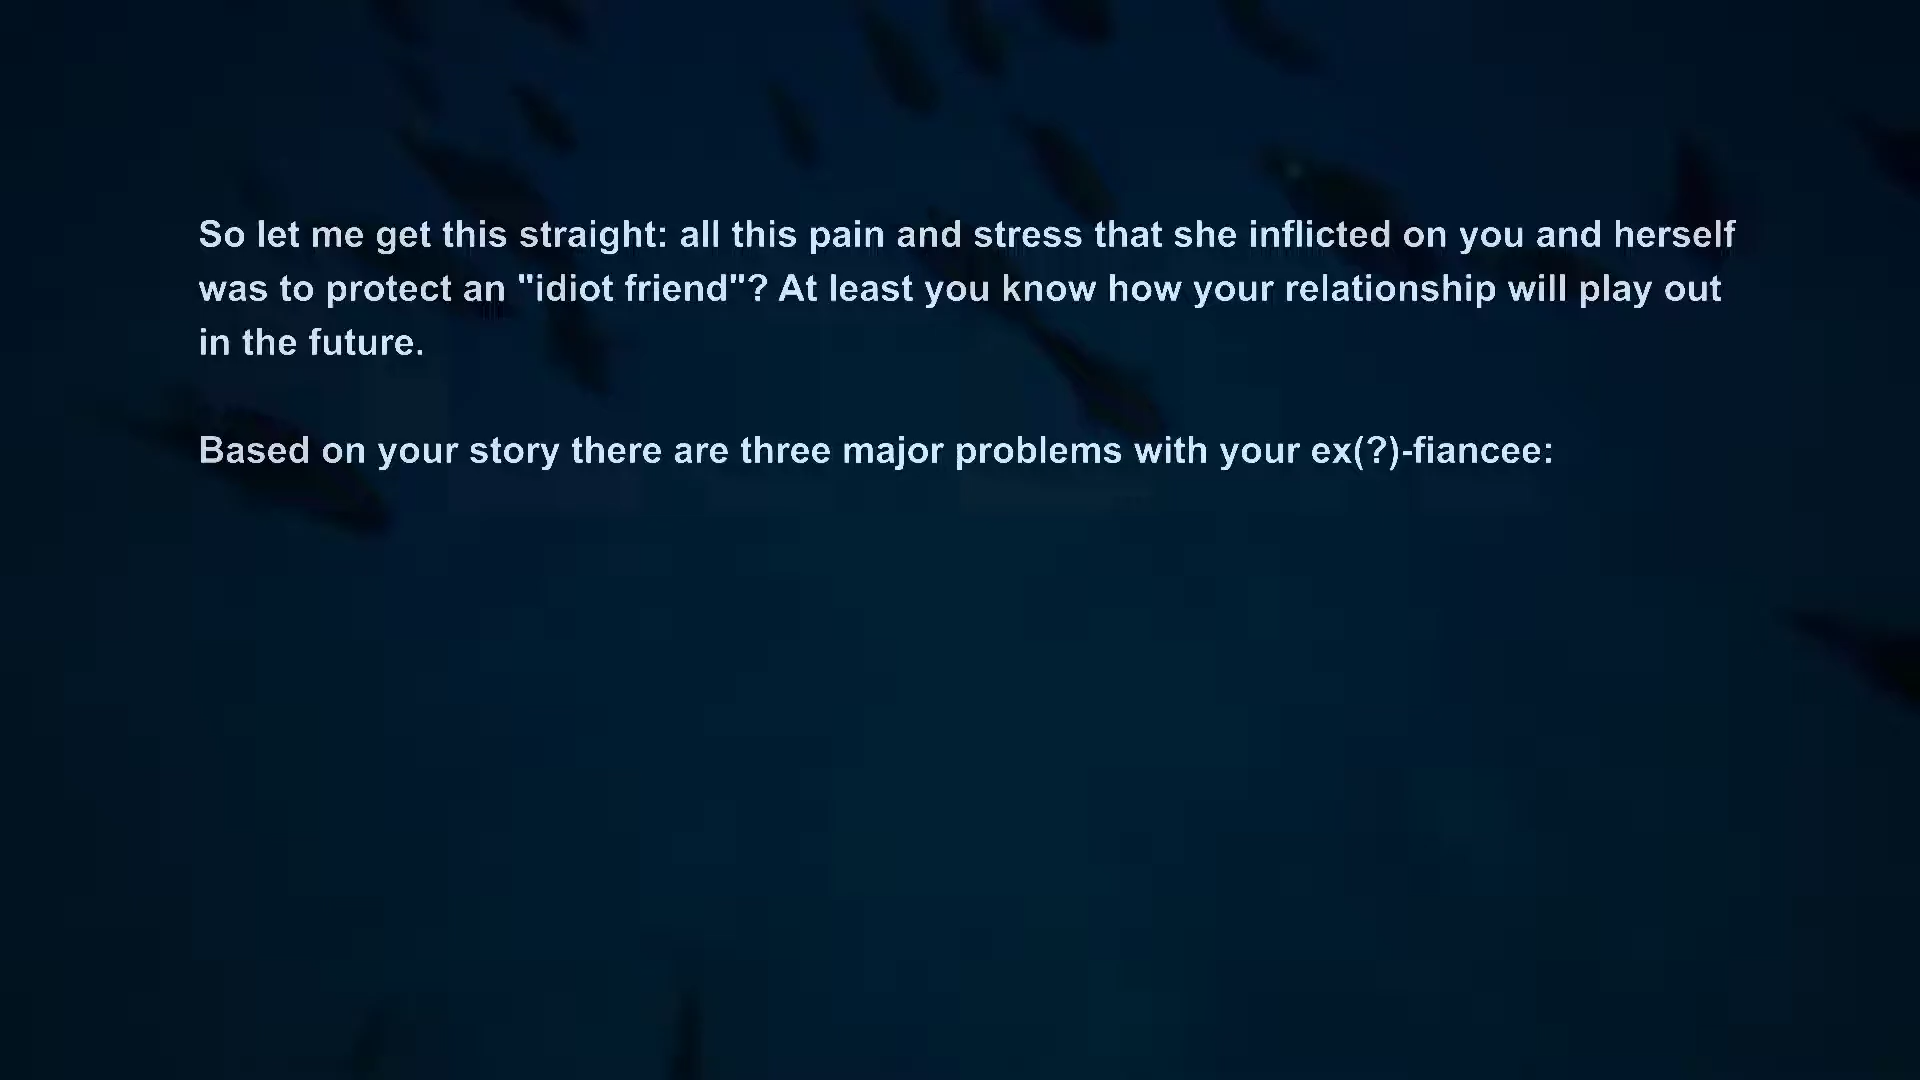 So let me get this straight: all this pain and stress that she inflicted on you and herself
was to protect an "idiot friend"? At least you know how your relationship will play out
in the future.
Based on your story there are three major problems with your ex(?)-fiancee: